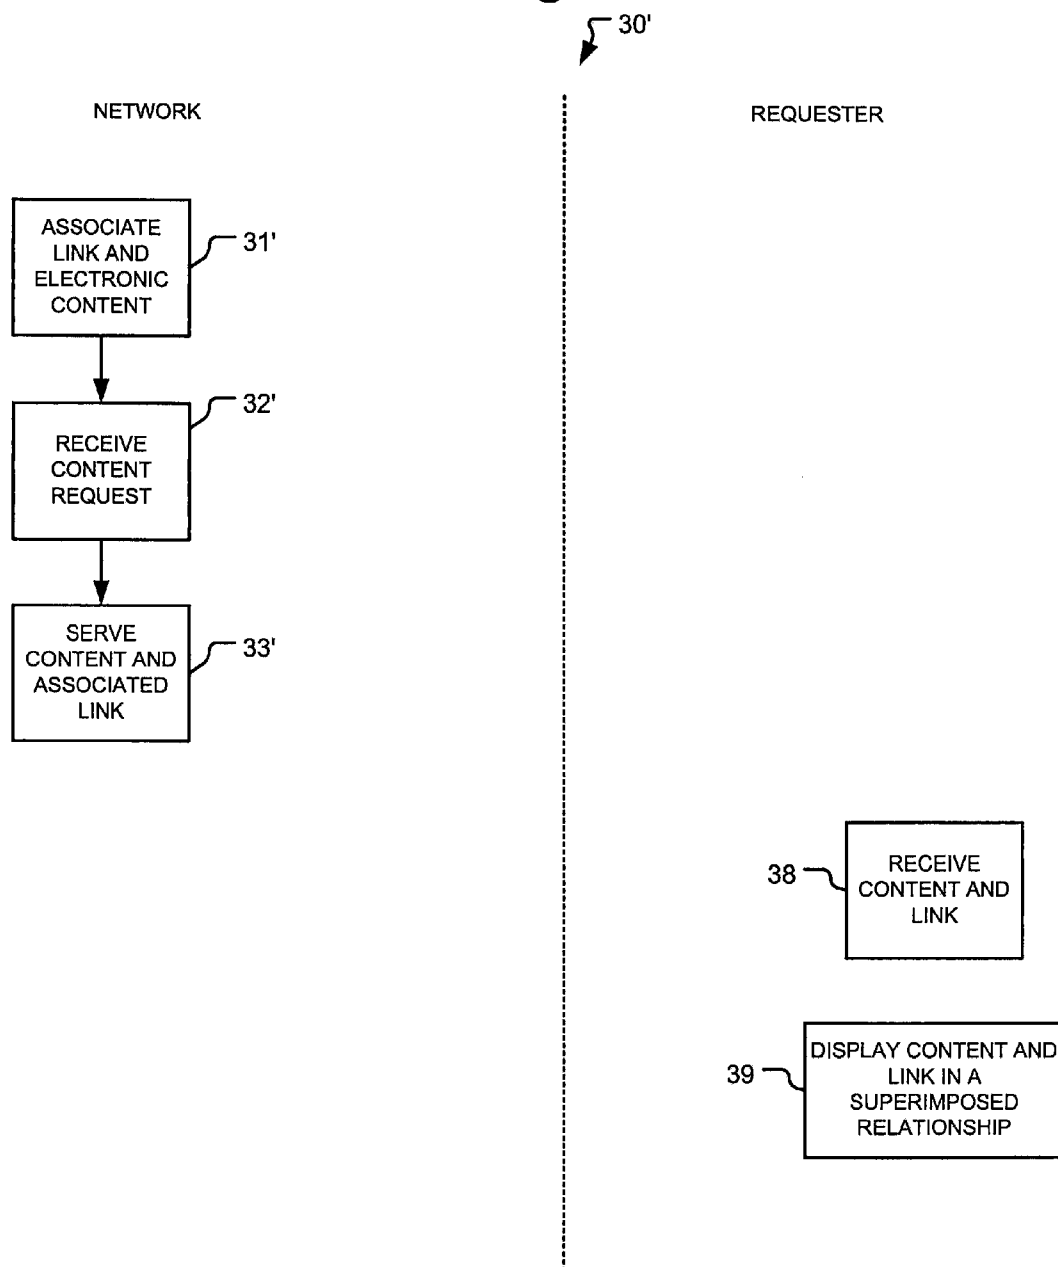 30'
NETWORK
REQUESTER
ASSOCIATE
LINK AND
ELECTRONIC
CONTENT
31'
RECEIVE
CONTENT
REQUEST
32'
SERVE
CONTENT AND
ASSOCIATED
LINK
33'
38
RECEIVE
CONTENT AND
LINK
39
DISPLAY CONTENT AND
LINK IN A
SUPERIMPOSED
RELATIONSHIP